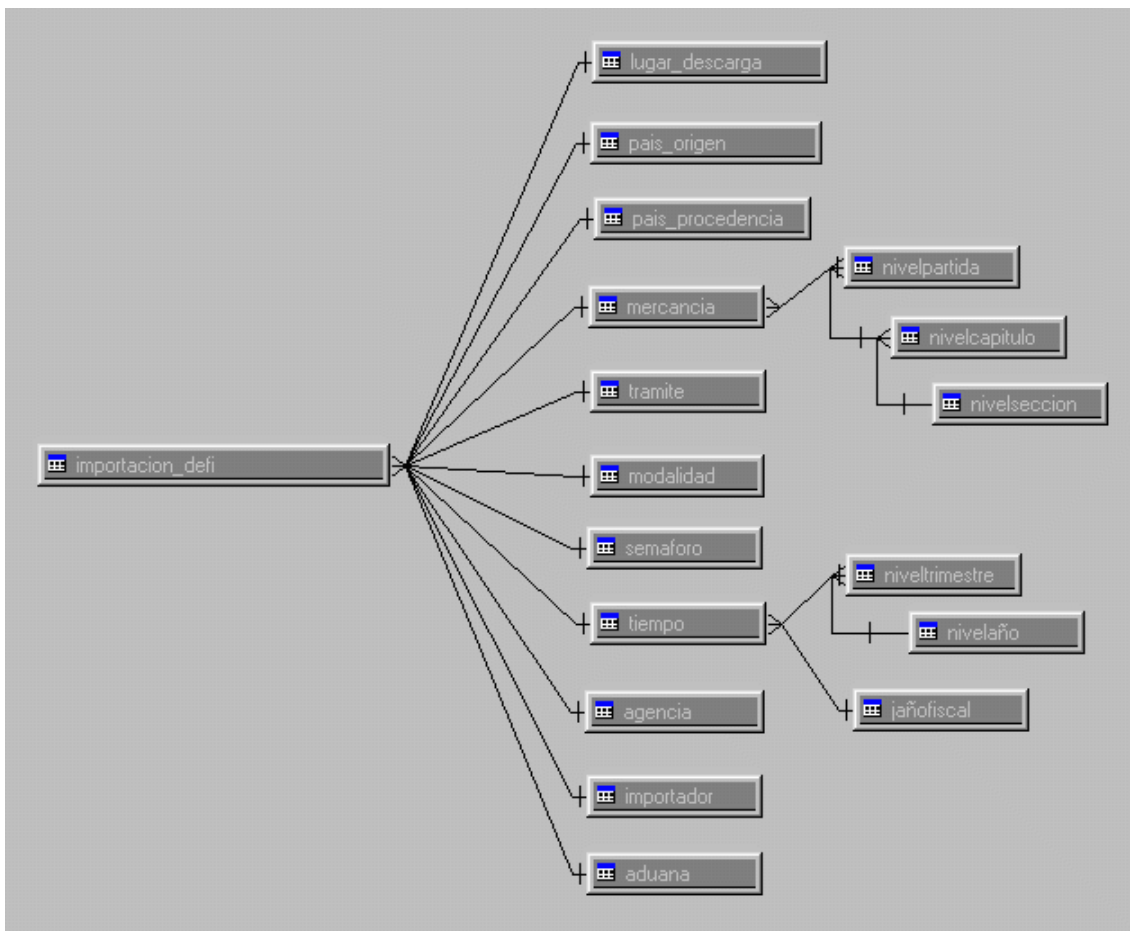 lugar_descarga
pais_origen
pais_procedencia
nivelpartida
mercancia
nivelcapitulo
tramite
nivelseccion
importacion_defi
modalidad
semaforo
niveltrimestre
tiempo
nivelaño
agencia
jañofiscal
importador
aduana